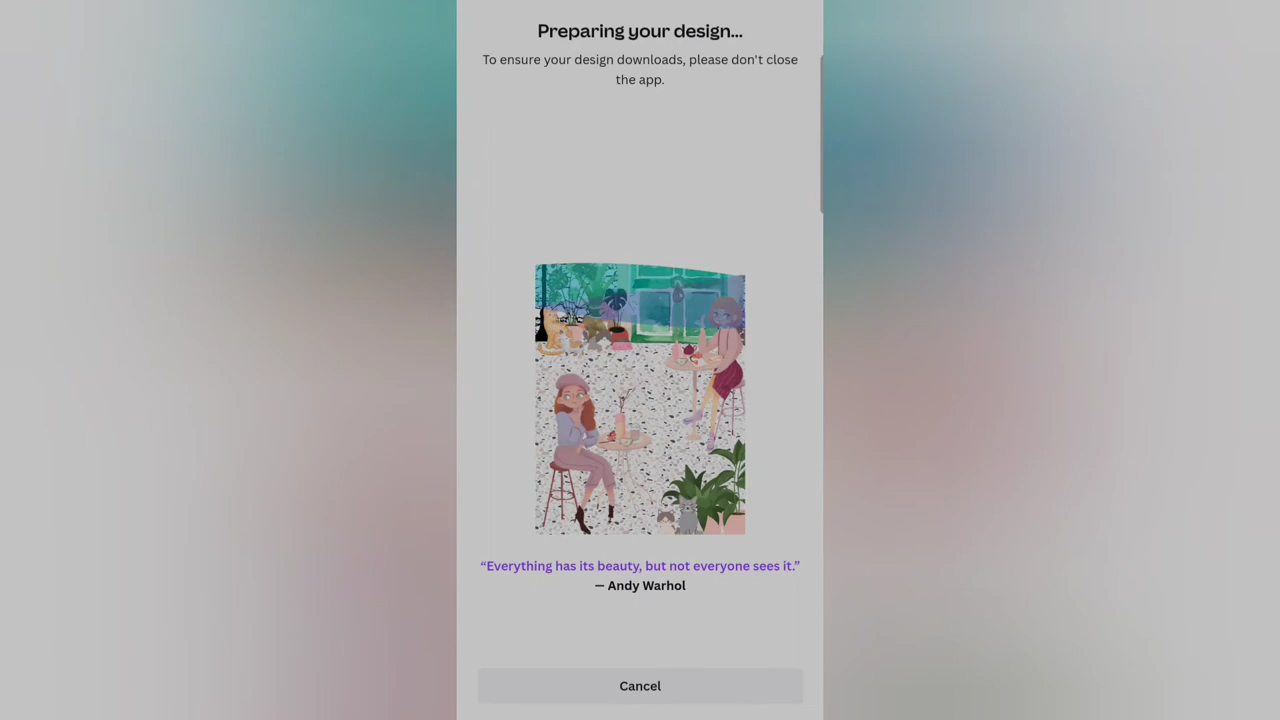 Preparing your design...
To ensure your design downloads, please don't close
the app.
“Everything has its beauty, but not everyone sees it.”
— Andy Warhol
Cancel